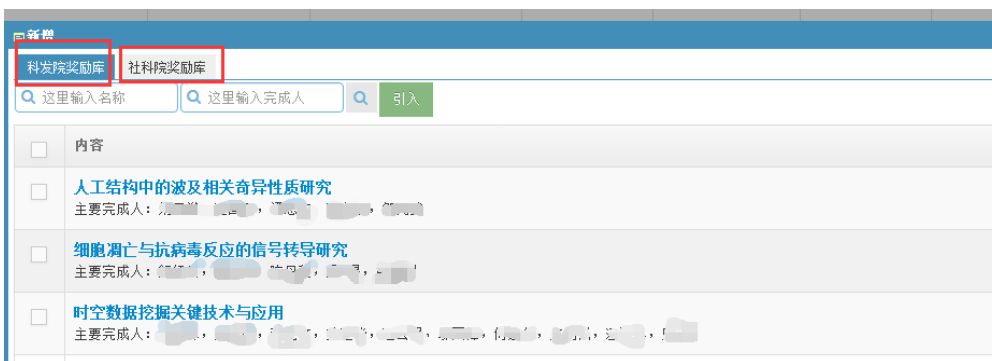 新增
科发院奖励库 社科院奖励库
这里输入名称 这里输入完成人 引入
内容
人工结构中的波及相关奇异性质研究
主要完成人：
细胞凋亡与抗病毒反应的信号转导研究
主要完成人：
时空数据挖掘关键技术与应用
主要完成人：